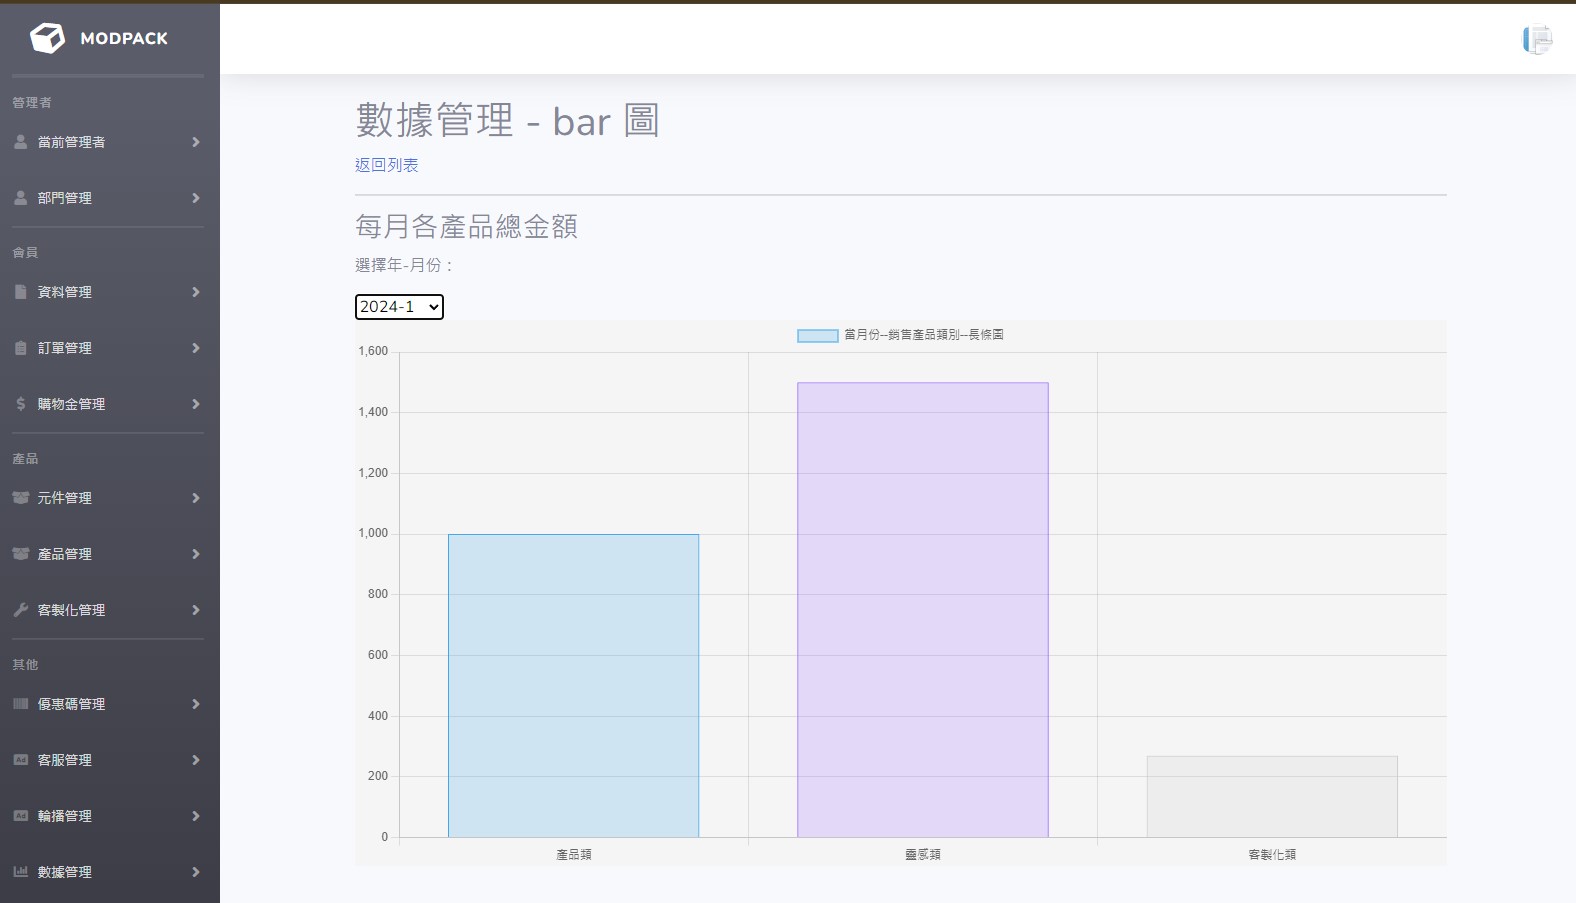 MODPACK
管理者
當前管理者
部門管理
會員
資料管理
訂單管理
購物金管理
產品
元件管理
產品管理
客製化管理
其他
優惠碼管理
Ad 客服管理
Ad 輪播管理
數據管理
數據管理 - bar 圖
返回列表
每月各產品總金額
選擇年-月份：
2024-1
當月份--銷售產品類別--長條圖
1,600
1,400
1,200
1,000
800
600
400
200
0
產品類 靈感類 客製化類